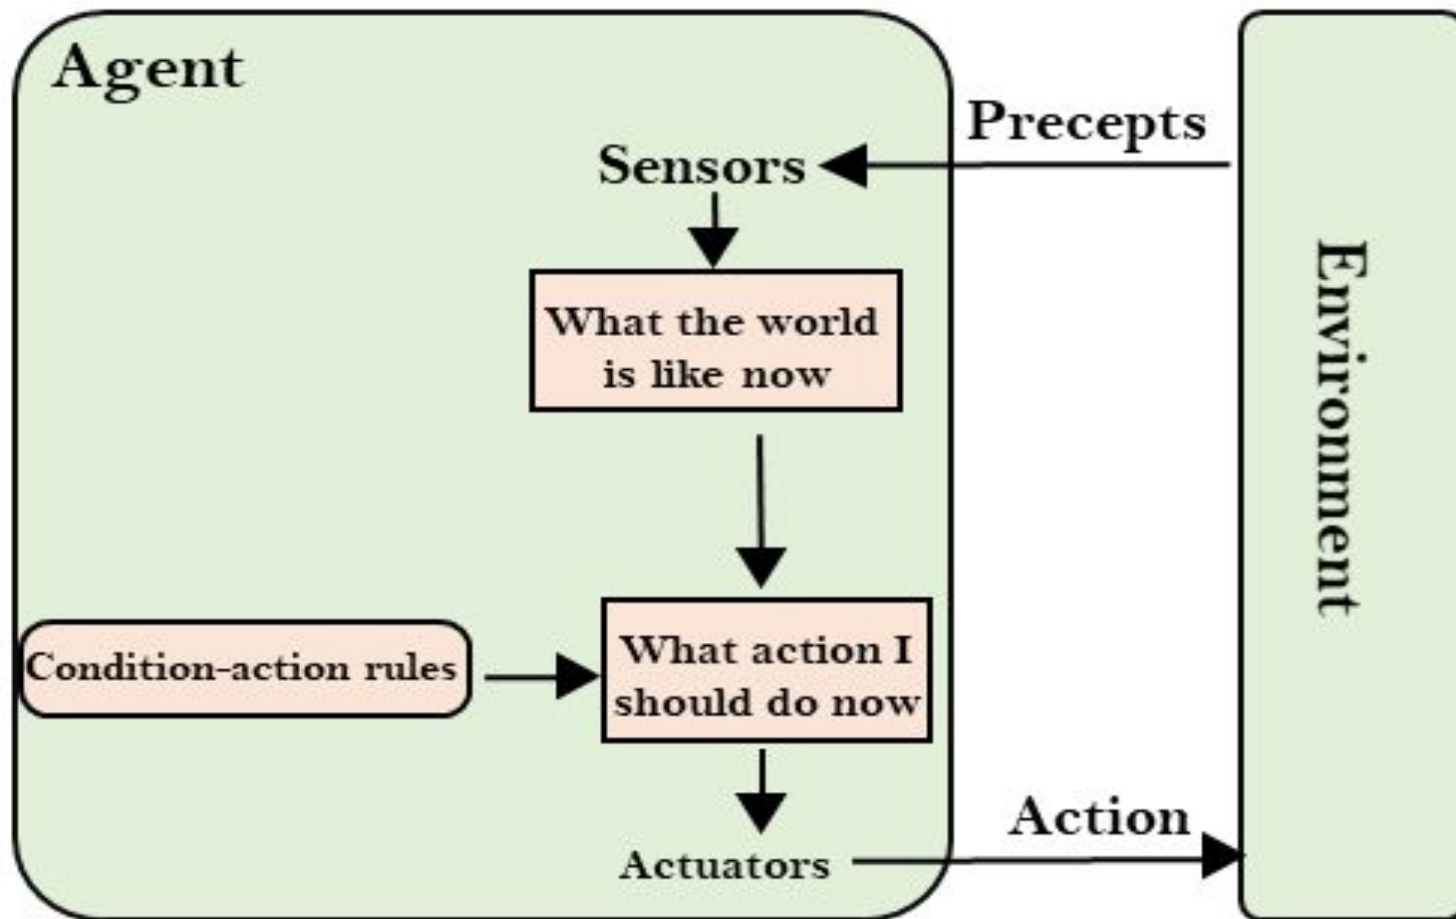 Agent
Precepts
Sensors
What the world
is like now
Environment
Condition-action rules
What action I
should do now
Action
Actuators